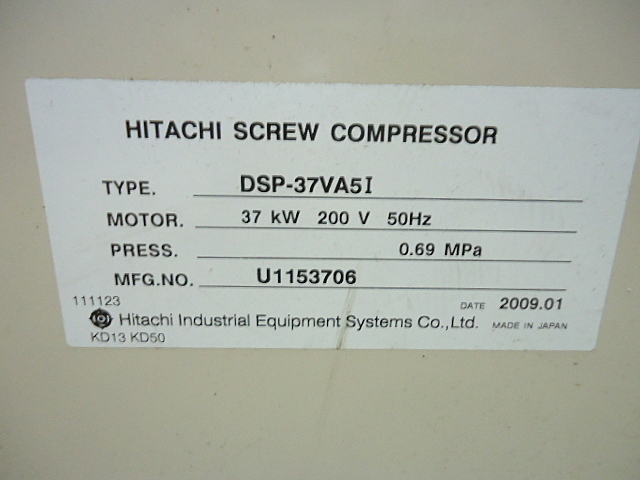 HITACHI SCREW COMPRESSOR
TYPE. DSP-37VA5I
MOTOR. 37 kW 200 V 50Hz
PRESS. 0.69 MPa
MFG.NO. U1153706
111123 DATE 2009.01
Hitachi Industrial Equipment Systems Co.,Ltd. MADE IN JAPAN
KD13 KD50